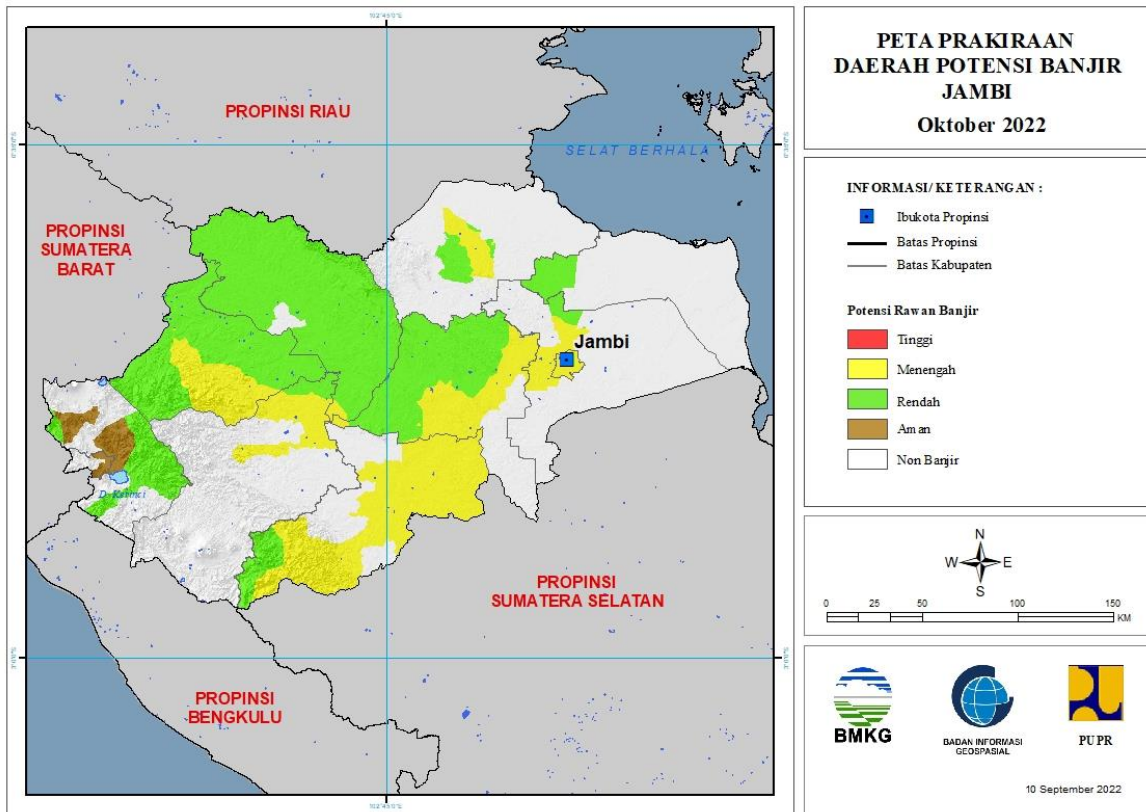 PETA PRAKIRAAN
DAERAH POTENSI BANJIR
JAMBI
Oktober 2022
INFORMASI/ KETERANGAN :
Ibukota Propinsi
Batas Propinsi
Batas Kabupaten
Potensi Rawan Banjir
Tinggi
Menengah
Rendah
Aman
Non Banjir
N
W
E
S
0 25 50 100 150
KM
BMKG
BADAN INFORMASI
GEOSPASIAL
PUPR
10 September 2022
PROPINSI RIAU
SELAT BERHALA
PROPINSI
SUMATERA
BARAT
Jambi
D. Kerinci
PROPINSI
SUMATERA SELATAN
PROPINSI
BENGKULU